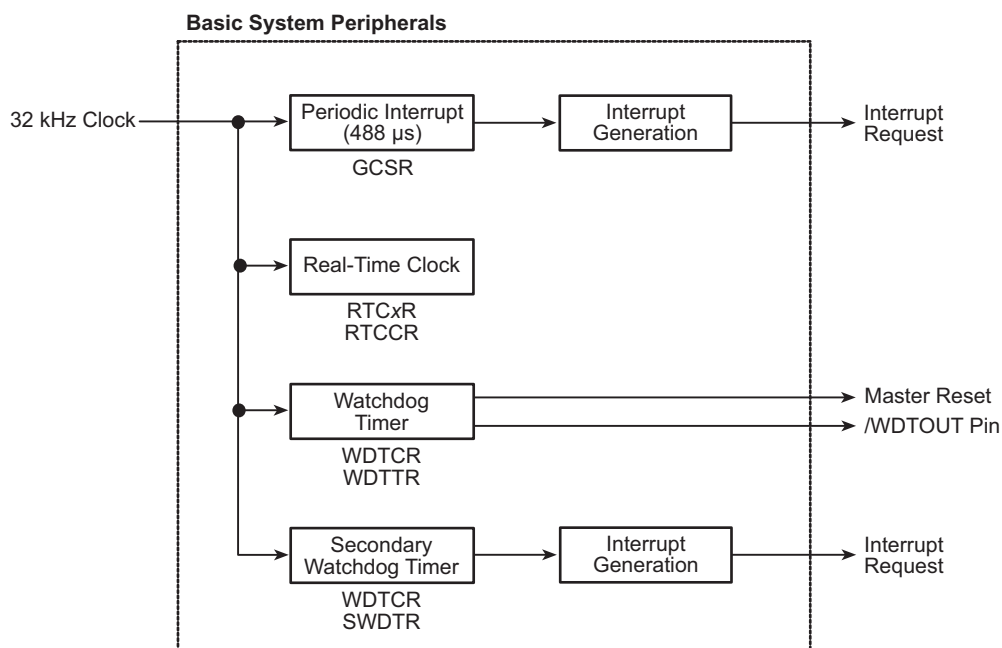 Basic System Peripherals
32 kHz Clock
Periodic Interrupt
(488 µs)
GCSR
Interrupt
Generation
Interrupt
Request
Real-Time Clock
RTCxR
RTCCR
Watchdog
Timer
WDTCR
WDTTR
Master Reset
/WDTOUT Pin
Secondary
Watchdog Timer
WDTCR
SWDTR
Interrupt
Generation
Interrupt
Request